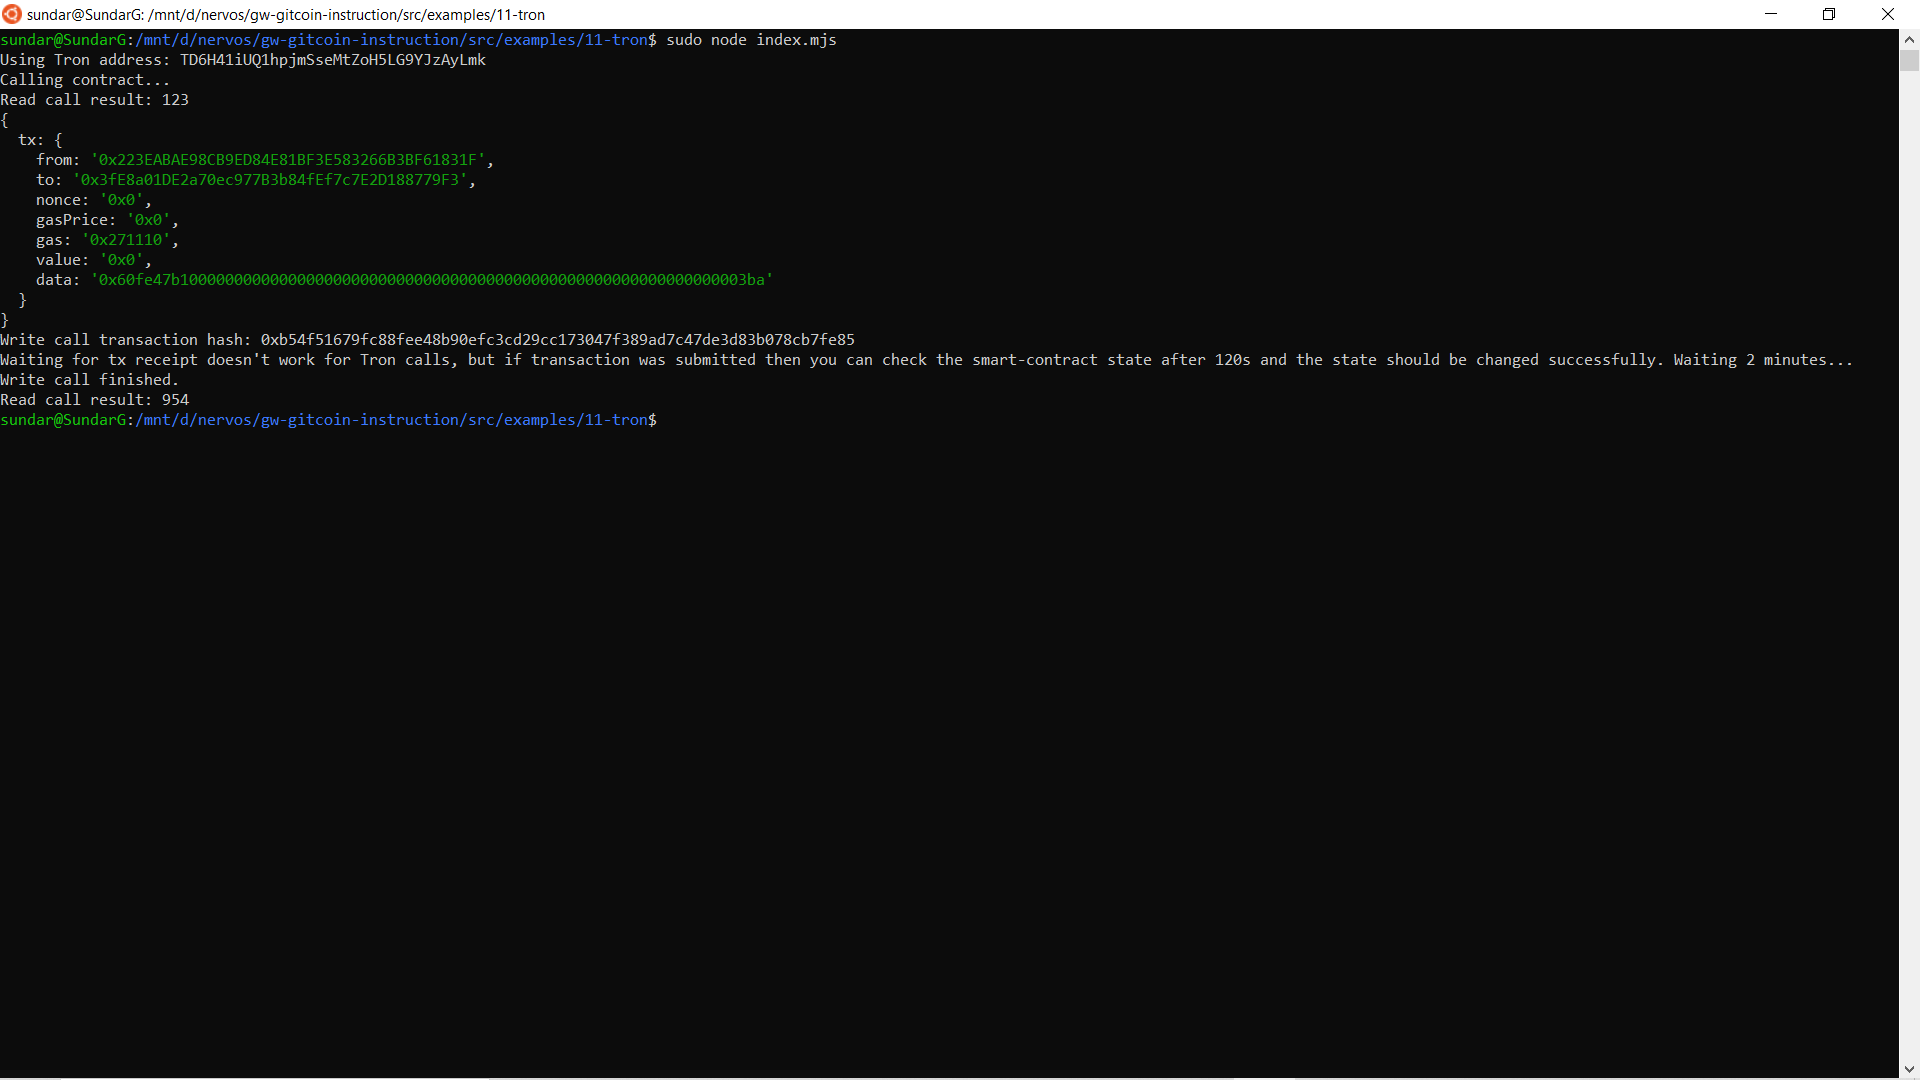 sundar@SundarG: /mnt/d/nervos/gw-gitcoin-instruction/src/examples/11-tron
sundar@SundarG:/mnt/d/nervos/gw-gitcoin-instruction/src/examples/11-tron$ sudo node index.mjs
Using Tron address: TD6H41iUQ1hpjmSseMtZoH5LG9YJzAyLmk
Calling contract...
Read call result: 123
{
  tx: {
    from: '0x223EABAE98CB9ED84E81BF3E583266B3BF61831F',
    to: '0x3fE8a01DE2a70ec977B3b84fEf7c7E2D188779F3',
    nonce: '0x0',
    gasPrice: '0x0',
    gas: '0x271110',
    value: '0x0',
    data: '0x60fe47b100000000000000000000000000000000000000000000000000000000000003ba'
  }
}
Write call transaction hash: 0xb54f51679fc88fee48b90efc3cd29cc173047f389ad7c47de3d83b078cb7fe85
Waiting for tx receipt doesn't work for Tron calls, but if transaction was submitted then you can check the smart-contract state after 120s and the state should be changed successfully. Waiting 2 minutes...
Write call finished.
Read call result: 954
sundar@SundarG:/mnt/d/nervos/gw-gitcoin-instruction/src/examples/11-tron$